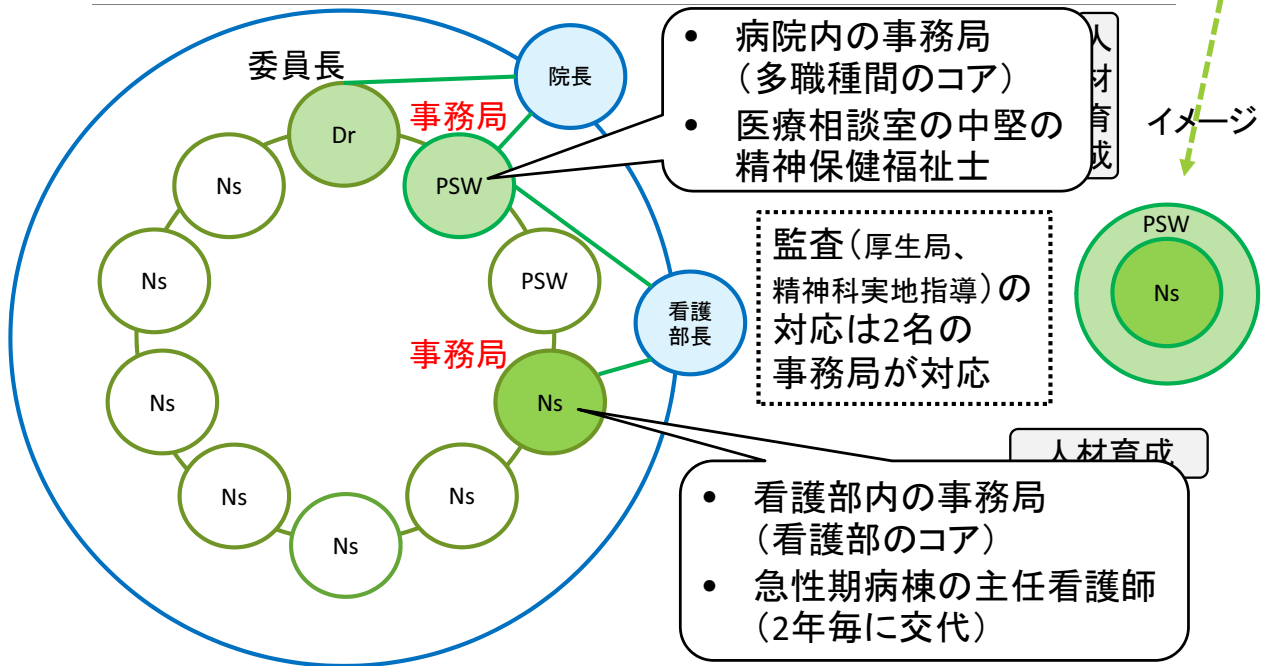 委員長
院長
事務局
Dr
PSW
Ns
Ns
PSW
Ns
Ns
Ns
Ns
看護
部長
事務局
Ns
• 病院内の事務局
（多職種間のコア）
• 医療相談室の中堅の
精神保健福祉士
人材育成
イメージ
監査（厚生局、
精神科実地指導）の
対応は2名の
事務局が対応
PSW
Ns
人材育成
• 看護部内の事務局
（看護部のコア）
• 急性期病棟の主任看護師
（2年毎に交代）